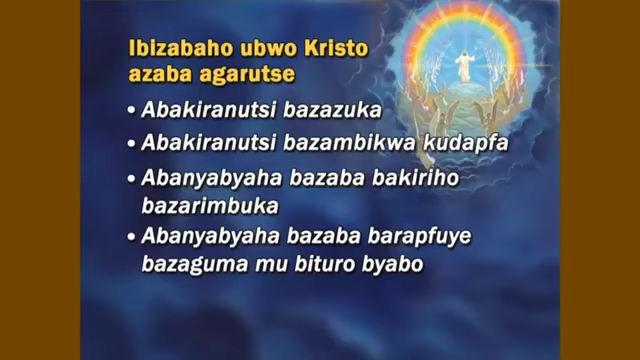 Ibizabaho ubwo Kristo
azaba agarutse
• Abakiranutsi bazazuka
• Abakiranutsi bazambikwa kudapfa
• Abanyabyaha bazaba bakiriho
bazarimbuka
• Abanyabyaha bazaba barapfuye
bazaguma mu bituro byabo